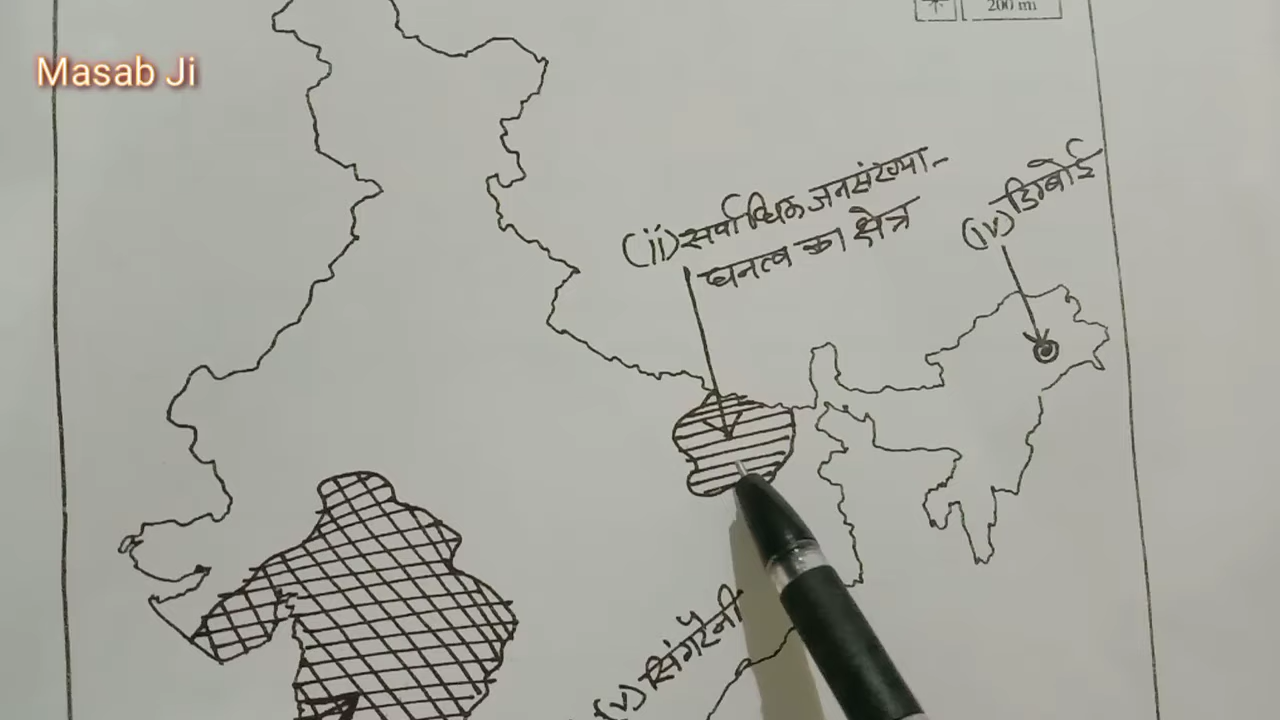 200 mi
Masab Ji
(ii) सर्वाधिक जनसंख्या-
घनत्व का क्षेत्र
(iv) डिग्बोई
(v) सिंगरेनी